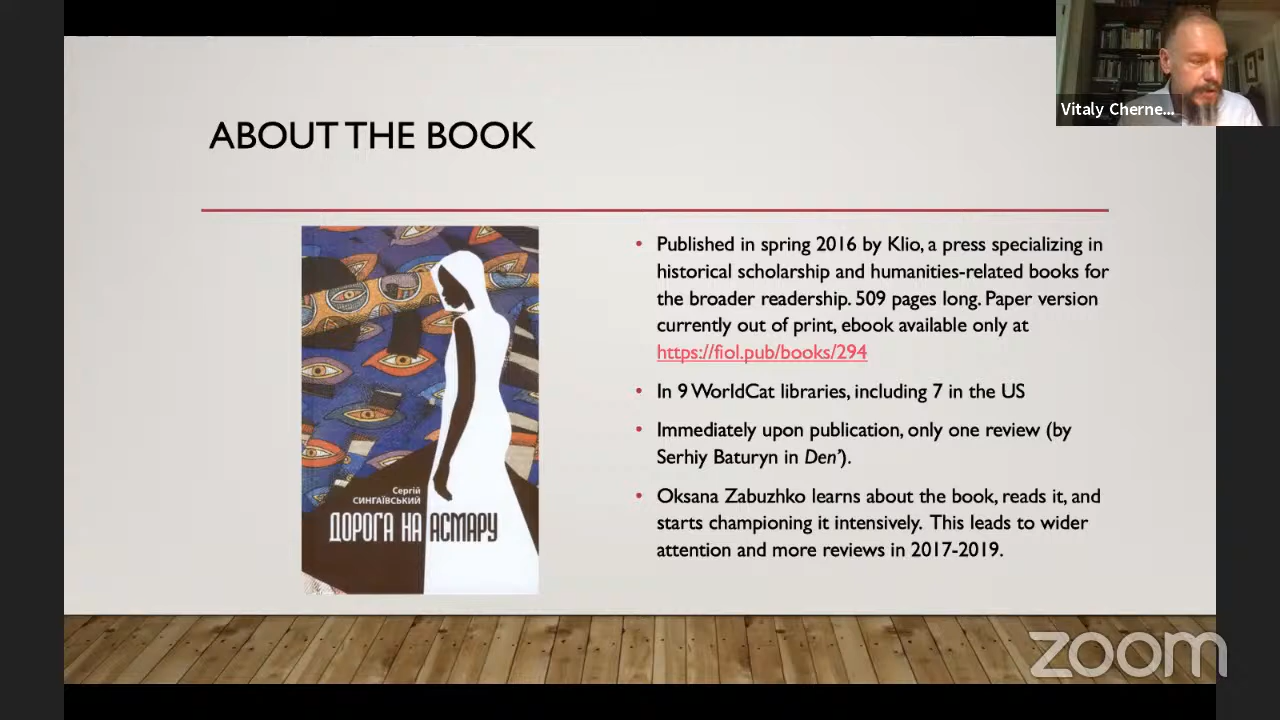 Vitaly Cherne...
ABOUT THE BOOK
• Published in spring 2016 by Klio, a press specializing in
historical scholarship and humanities-related books for
the broader readership. 509 pages long. Paper version
currently out of print, ebook available only at
https://fiol.pub/books/294
• In 9 WorldCat libraries, including 7 in the US
• Immediately upon publication, only one review (by
Serhiy Baturyn in Den’).
• Oksana Zabuzhko learns about the book, reads it, and
starts championing it intensively. This leads to wider
attention and more reviews in 2017-2019.
Сергій
СИНГАЇВСЬКИЙ
ДОРОГА НА АСМАРУ
zoom